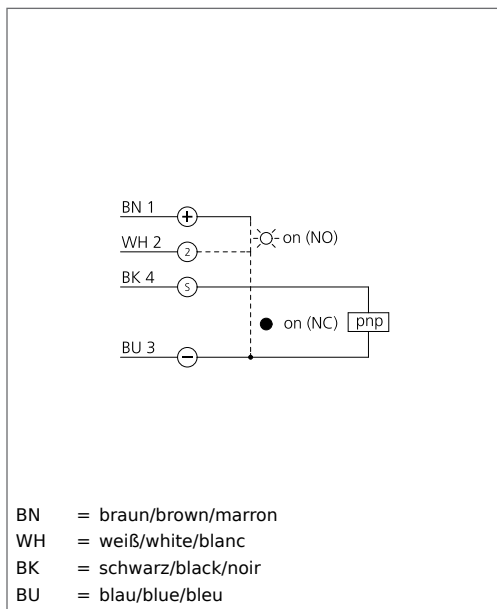 BN 1
+
on (NO)
WH 2
2
BK 4
S
on (NC)
pnp
BU 3
−
BN = braun/brown/marron
WH = weiß/white/blanc
BK = schwarz/black/noir
BU = blau/blue/bleu